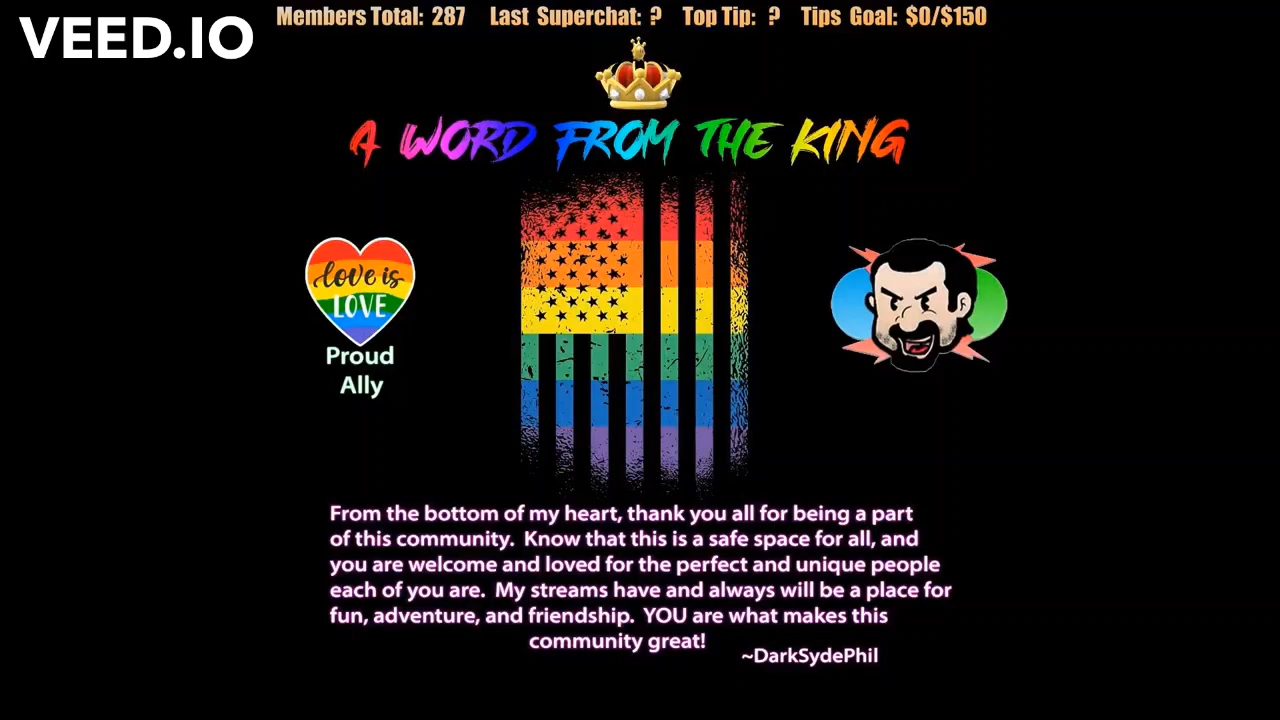 Members Total: 287 Last Superchat: ? Top Tip: ? Tips Goal: $0/$150
VEED.IO
A WORD FROM THE KING
love is
LOVE
Proud
Ally
From the bottom of my heart, thank you all for being a part
of this community. Know that this is a safe space for all, and
you are welcome and loved for the perfect and unique people
each of you are. My streams have and always will be a place for
fun, adventure, and friendship. YOU are what makes this
community great!
~DarkSydePhil